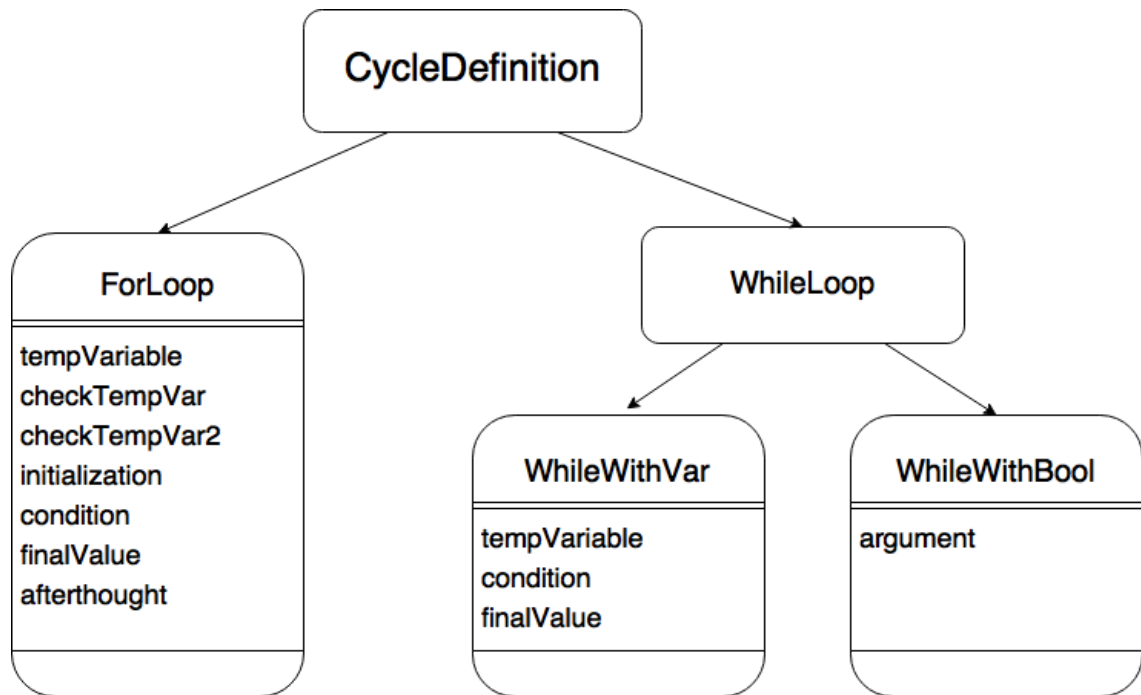 CycleDefinition
ForLoop
tempVariable
checkTempVar
checkTempVar2
initialization
condition
finalValue
afterthought
WhileLoop
WhileWithVar
tempVariable
condition
finalValue
WhileWithBool
argument